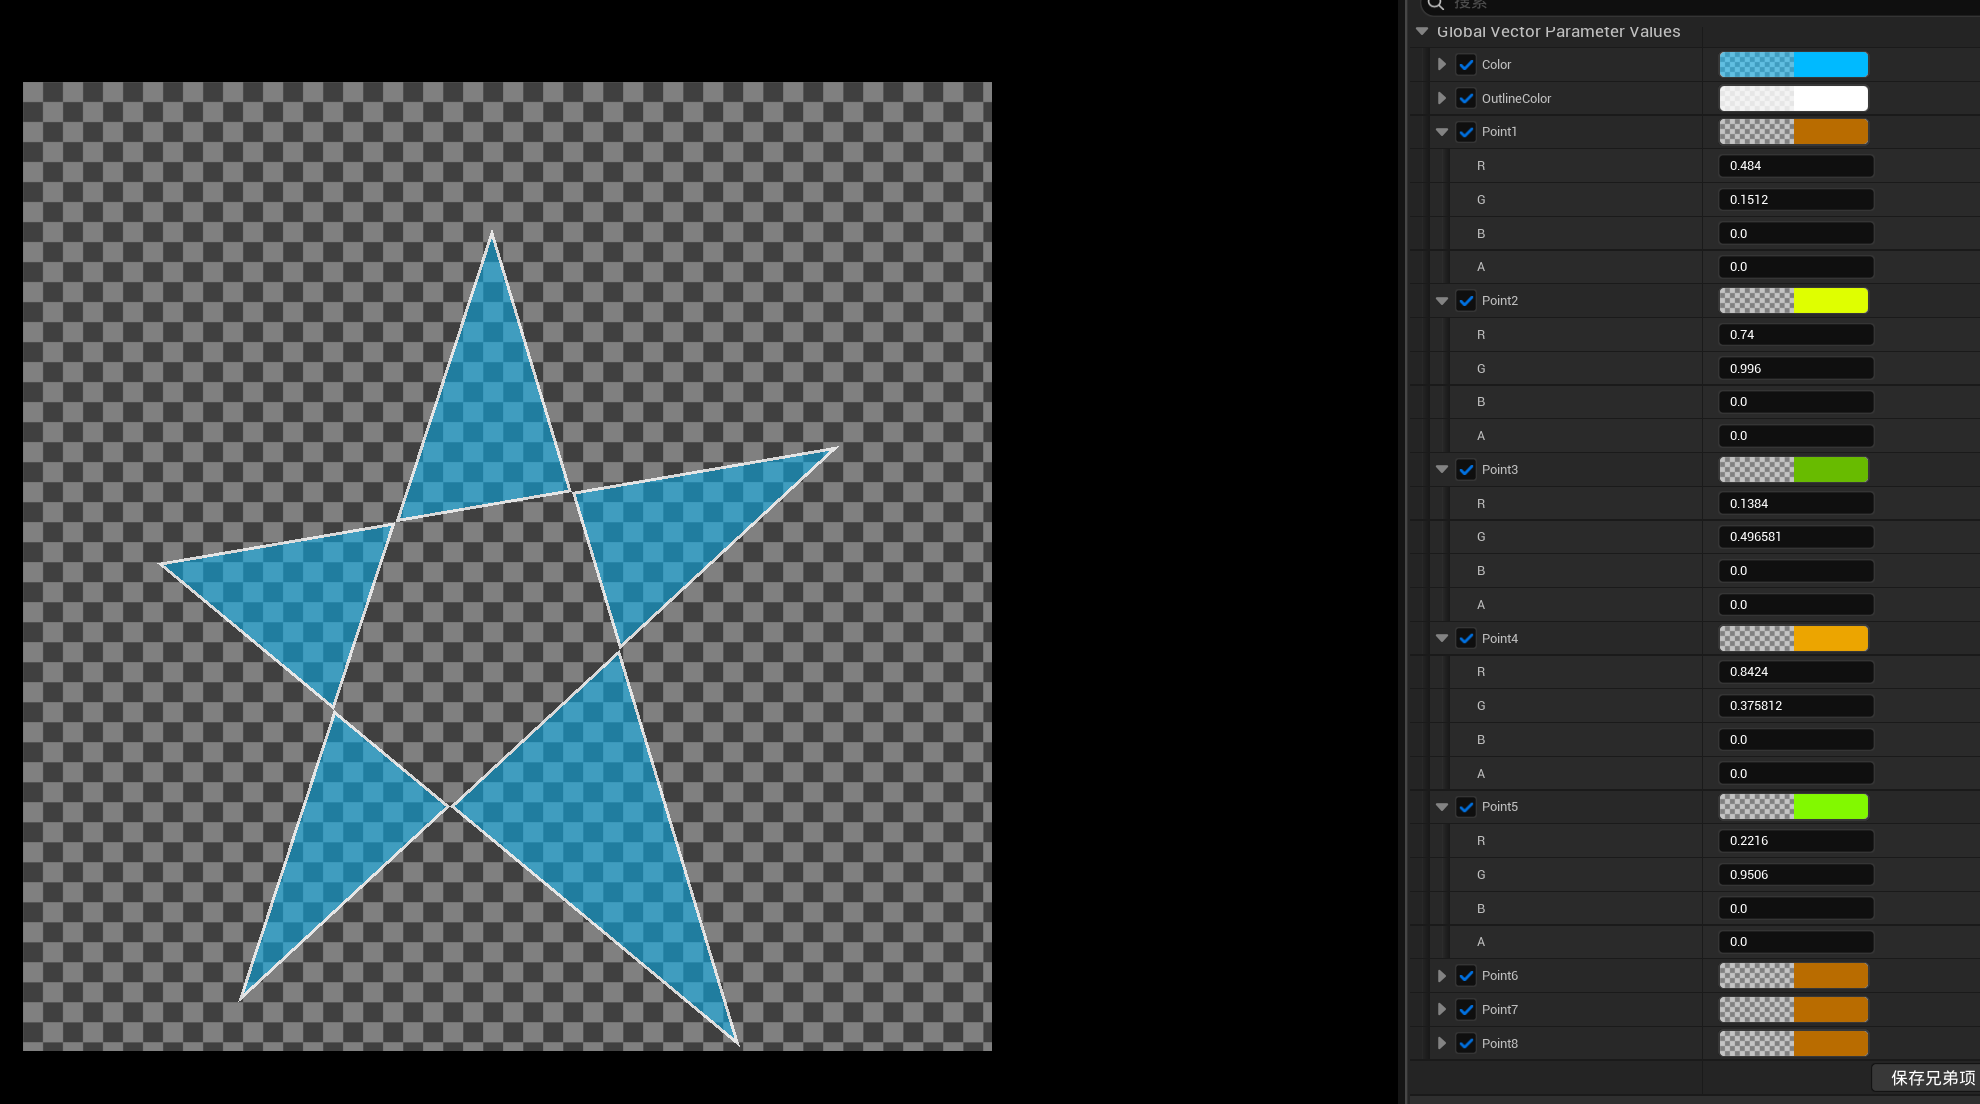 搜索
Global Vector Parameter Values
Color
OutlineColor
Point1
R 0.484
G 0.1512
B 0.0
A 0.0
Point2
R 0.74
G 0.996
B 0.0
A 0.0
Point3
R 0.1384
G 0.496581
B 0.0
A 0.0
Point4
R 0.8424
G 0.375812
B 0.0
A 0.0
Point5
R 0.2216
G 0.9506
B 0.0
A 0.0
Point6
Point7
Point8
保存兄弟项